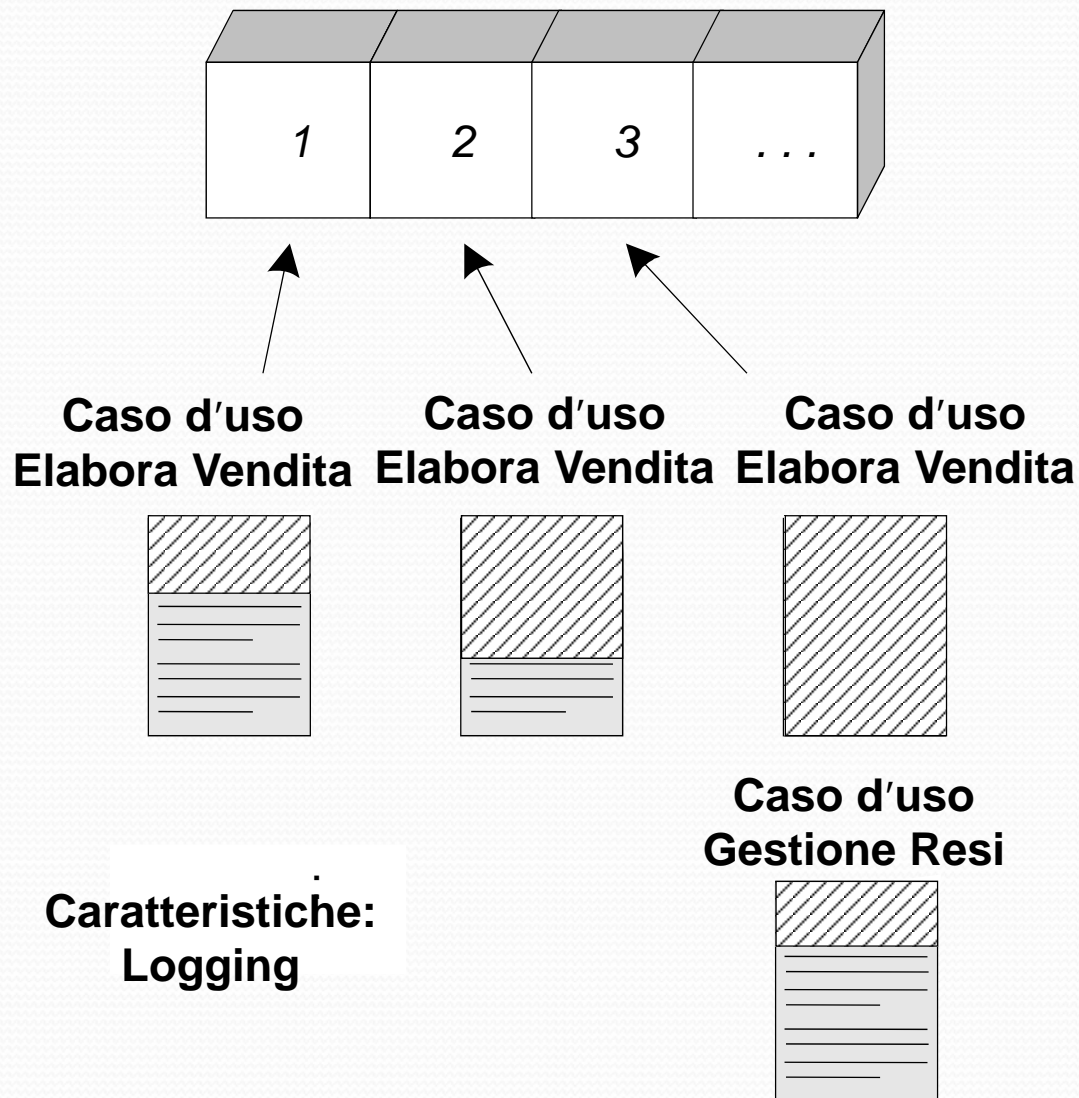 1 2 3 . . .
Caso d′uso
Elabora Vendita
Caso d′uso
Elabora Vendita
Caso d′uso
Elabora Vendita
Caso d′uso
Gestione Resi
Caratteristiche:
Logging